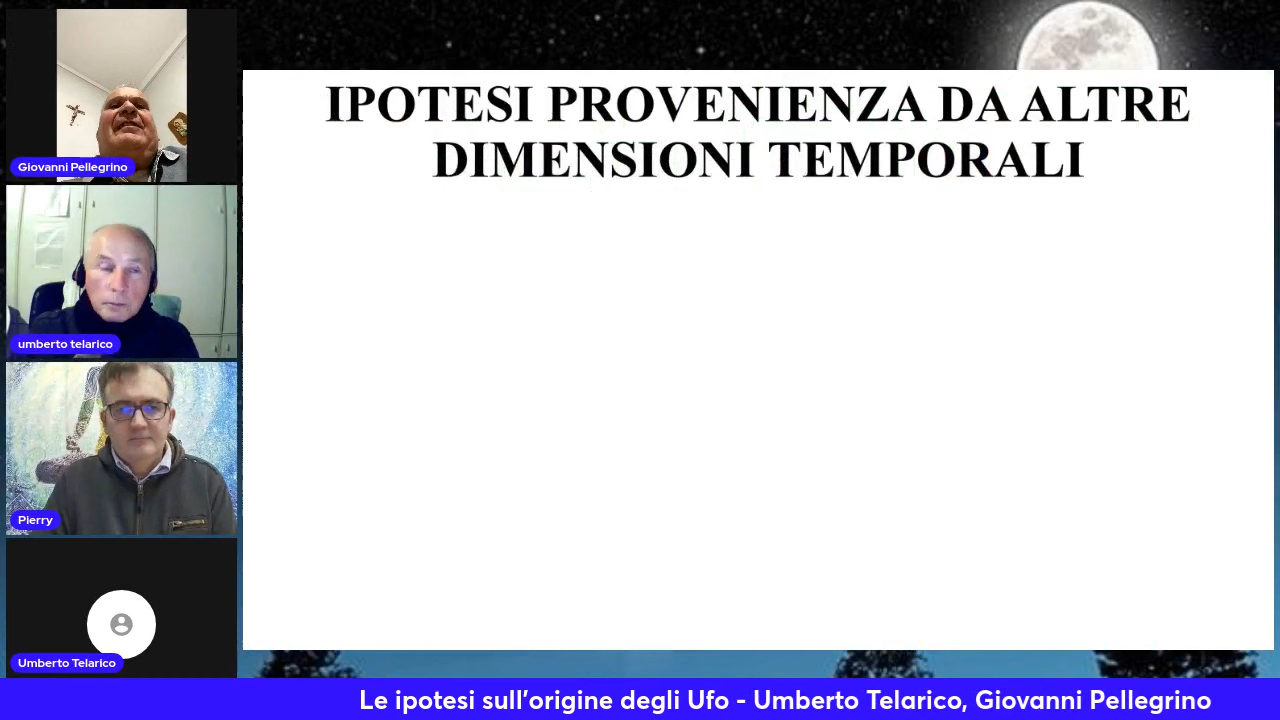 Giovanni Pellegrino
umberto telarico
Pierry
Umberto Telarico
IPOTESI PROVENIENZA DA ALTRE
DIMENSIONI TEMPORALI
Le ipotesi sull'origine degli Ufo - Umberto Telarico, Giovanni Pellegrino